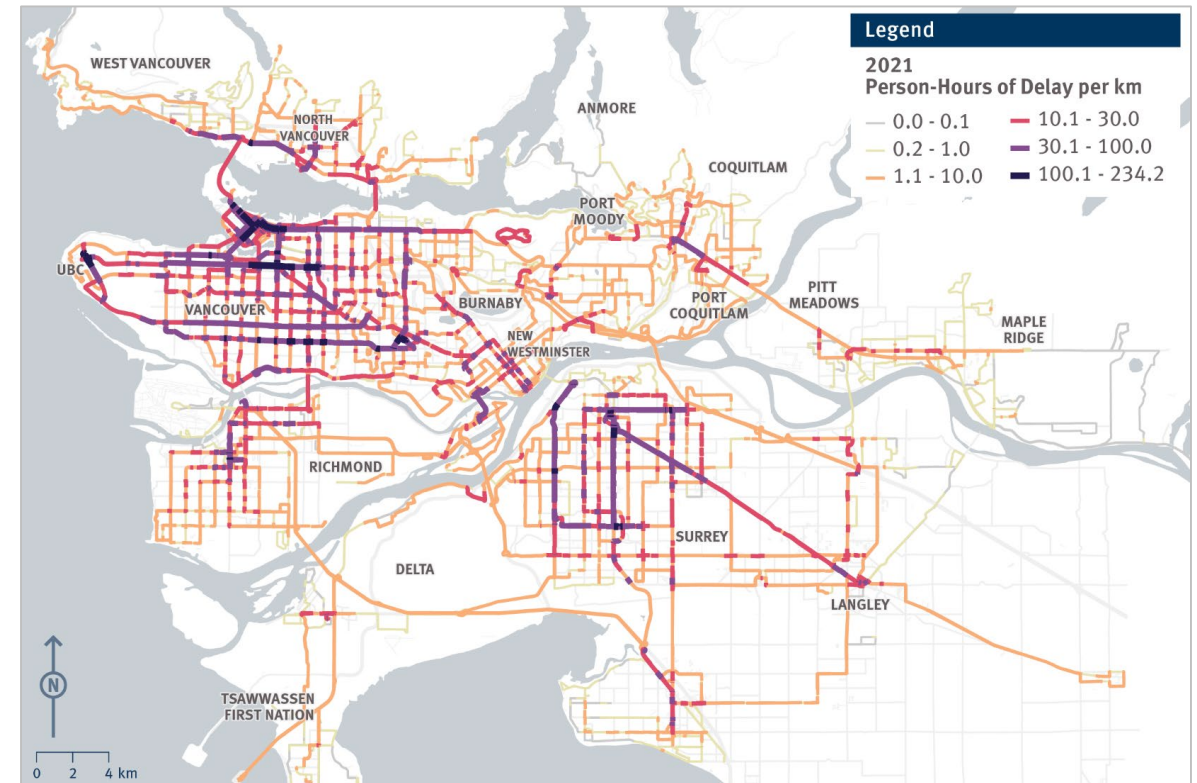 Legend
2021
Person-Hours of Delay per km
0.0 - 0.1
0.2 - 1.0
1.1 - 10.0
10.1 - 30.0
30.1 - 100.0
100.1 - 234.2
WEST VANCOUVER
NORTH
VANCOUVER
ANMORE
COQUITLAM
PORT
MOODY
UBC
VANCOUVER
BURNABY
PORT
COQUITLAM
PITT
MEADOWS
MAPLE
RIDGE
NEW
WESTMINSTER
RICHMOND
SURREY
DELTA
LANGLEY
TSAWWASSEN
FIRST NATION
N
0 2 4 km